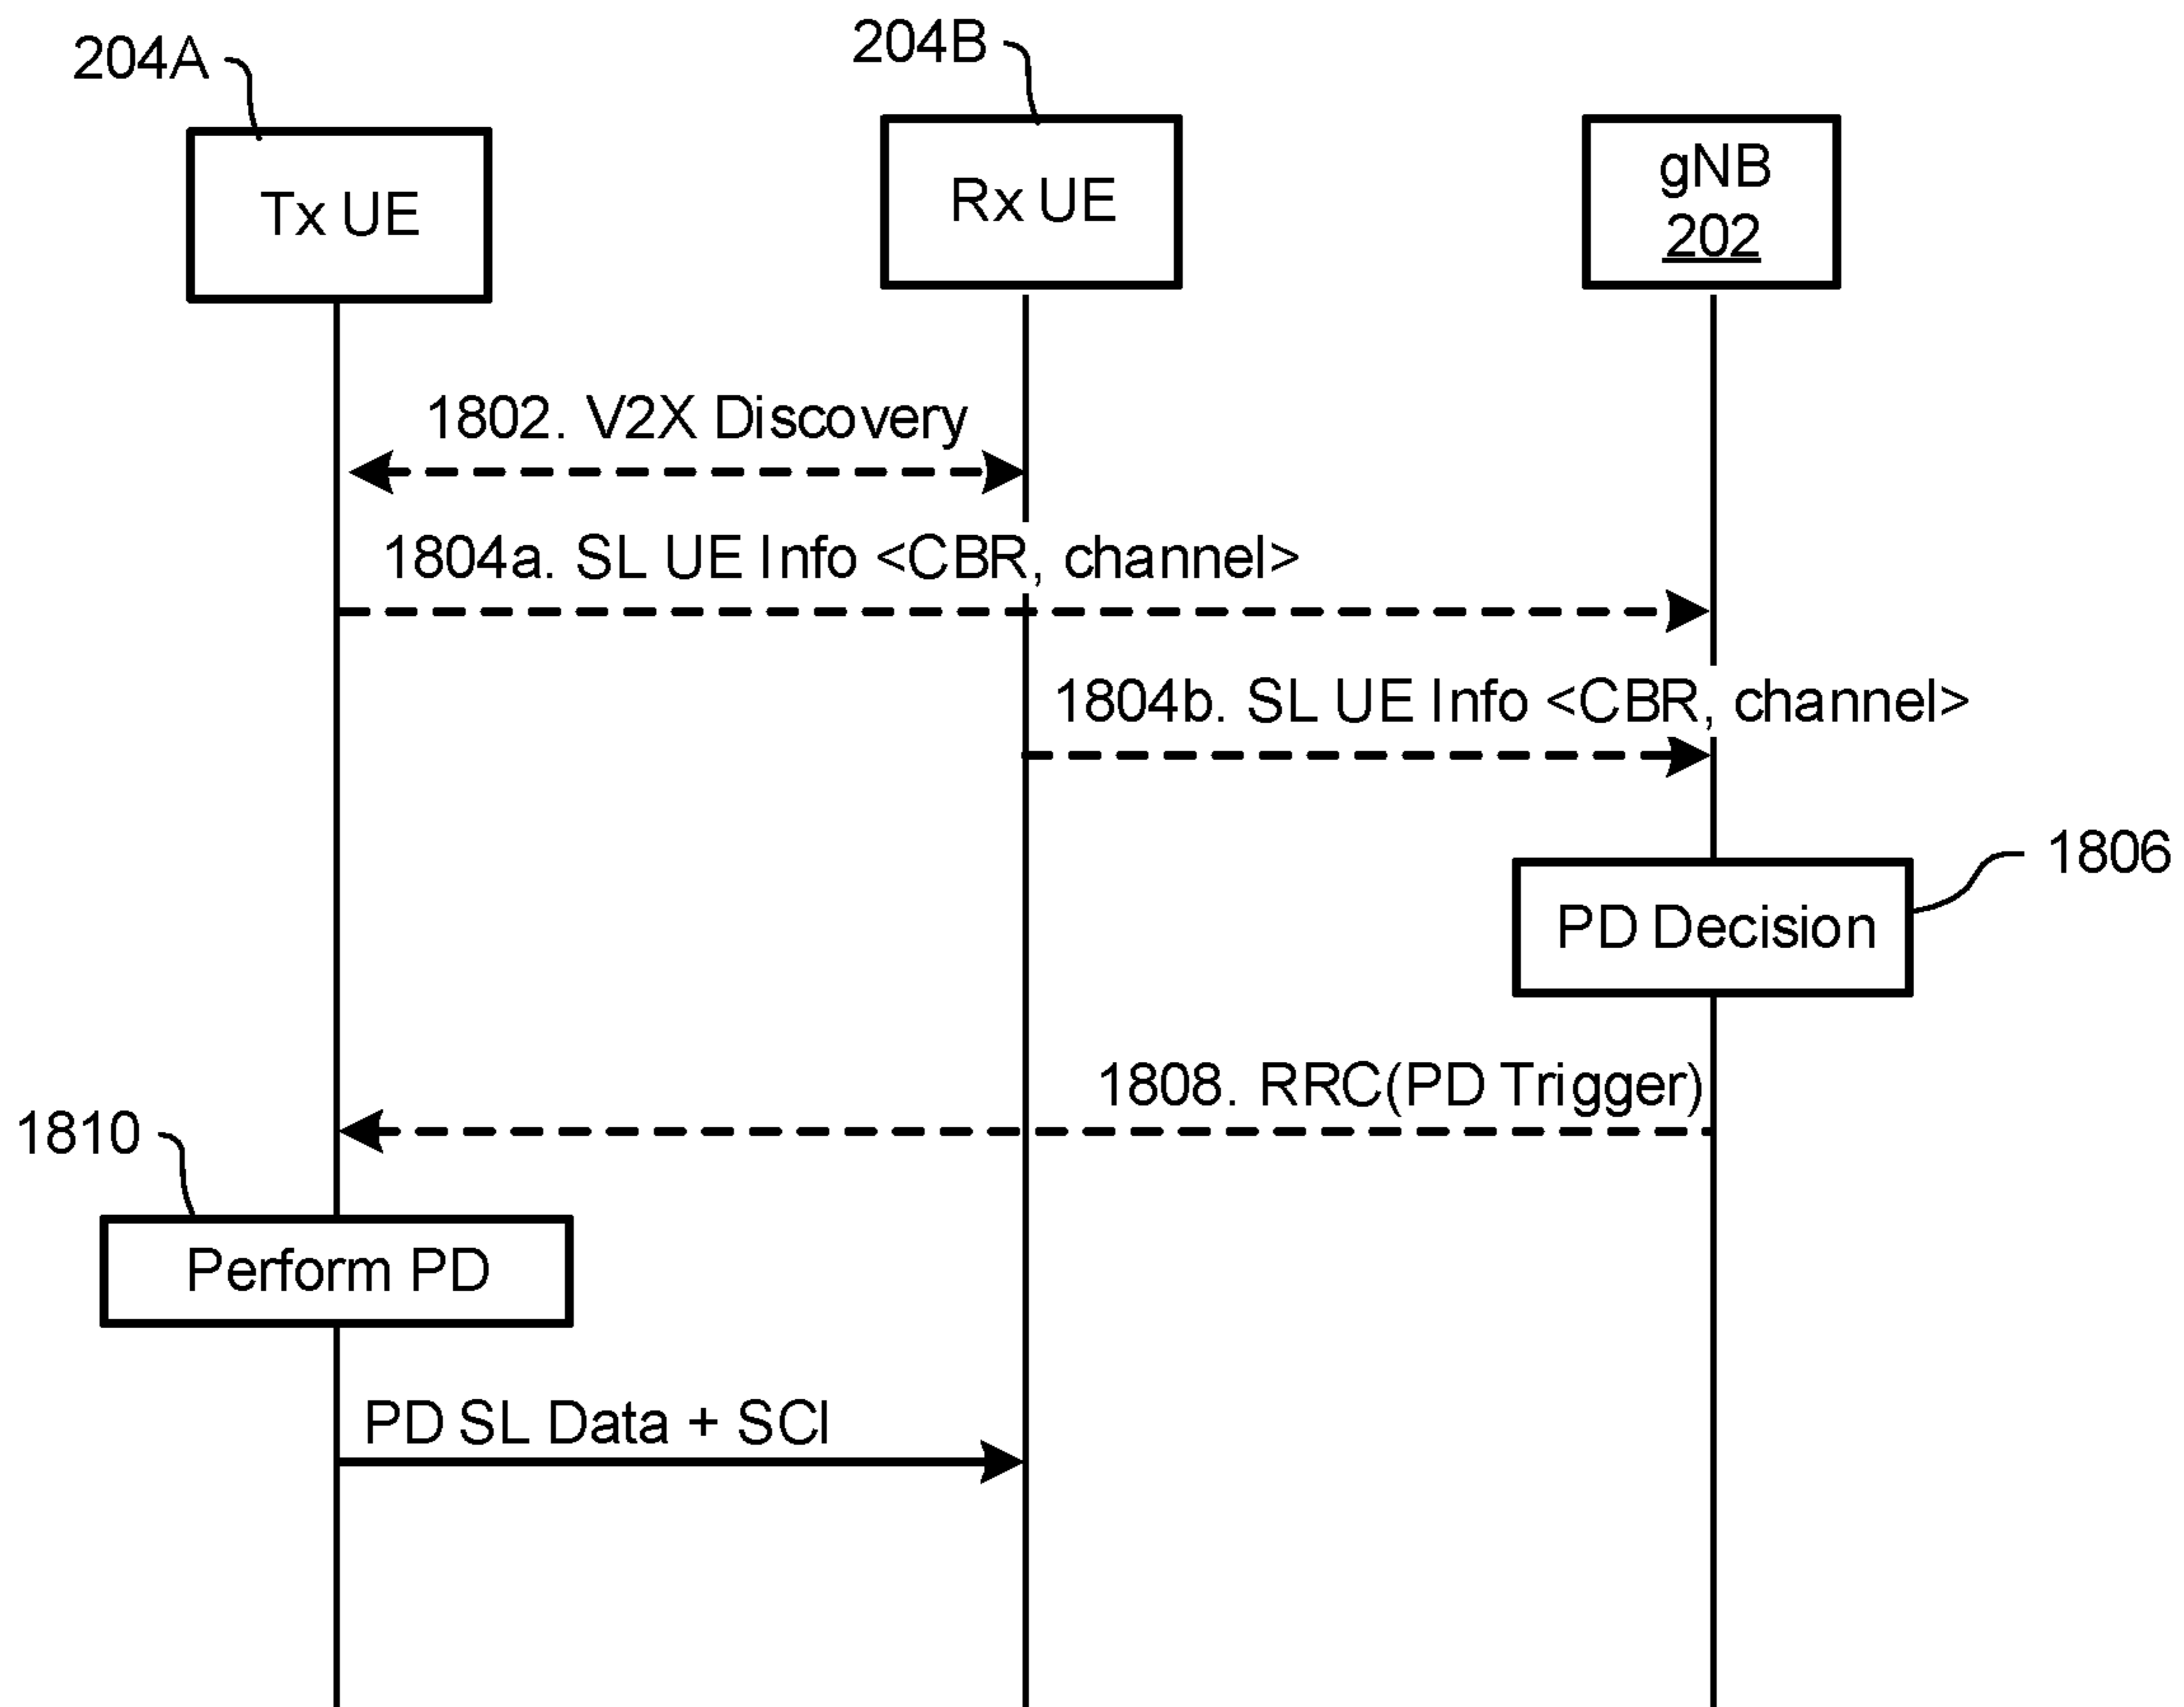 204A
204B
Tx UE
Rx UE
gNB
202
1802. V2X Discovery
1804a. SL UE Info <CBR, channel>
1804b. SL UE Info <CBR, channel>
1806
PD Decision
1808. RRC(PD Trigger)
1810
Perform PD
PD SL Data + SCI